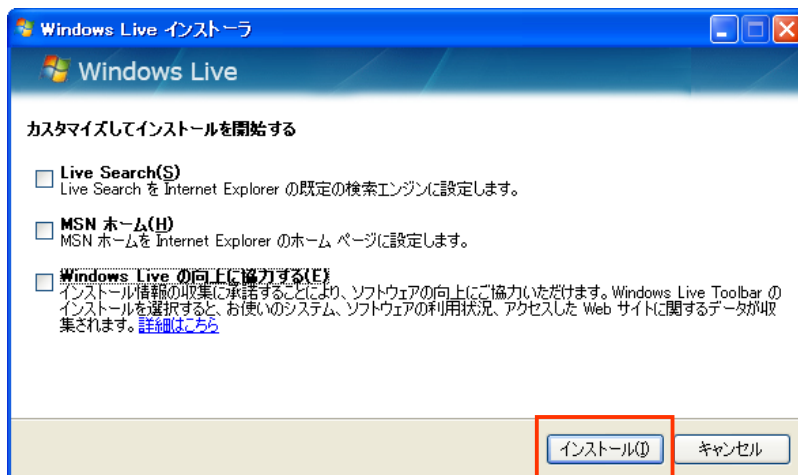 Windows Live インストーラ
Windows Live
カスタマイズしてインストールを開始する
Live Search(S)
Live Search を Internet Explorer の既定の検索エンジンに設定します。
MSN ホーム(H)
MSN ホームを Internet Explorer のホーム ページに設定します。
Windows Live の向上に協力する(E)
インストール情報の収集に承諾することにより、ソフトウェアの向上にご協力いただけます。Windows Live Toolbar の
インストールを選択すると、お使いのシステム、ソフトウェアの利用状況、アクセスした Web サイトに関するデータが収
集されます。詳細はこちら
インストール(I) キャンセル